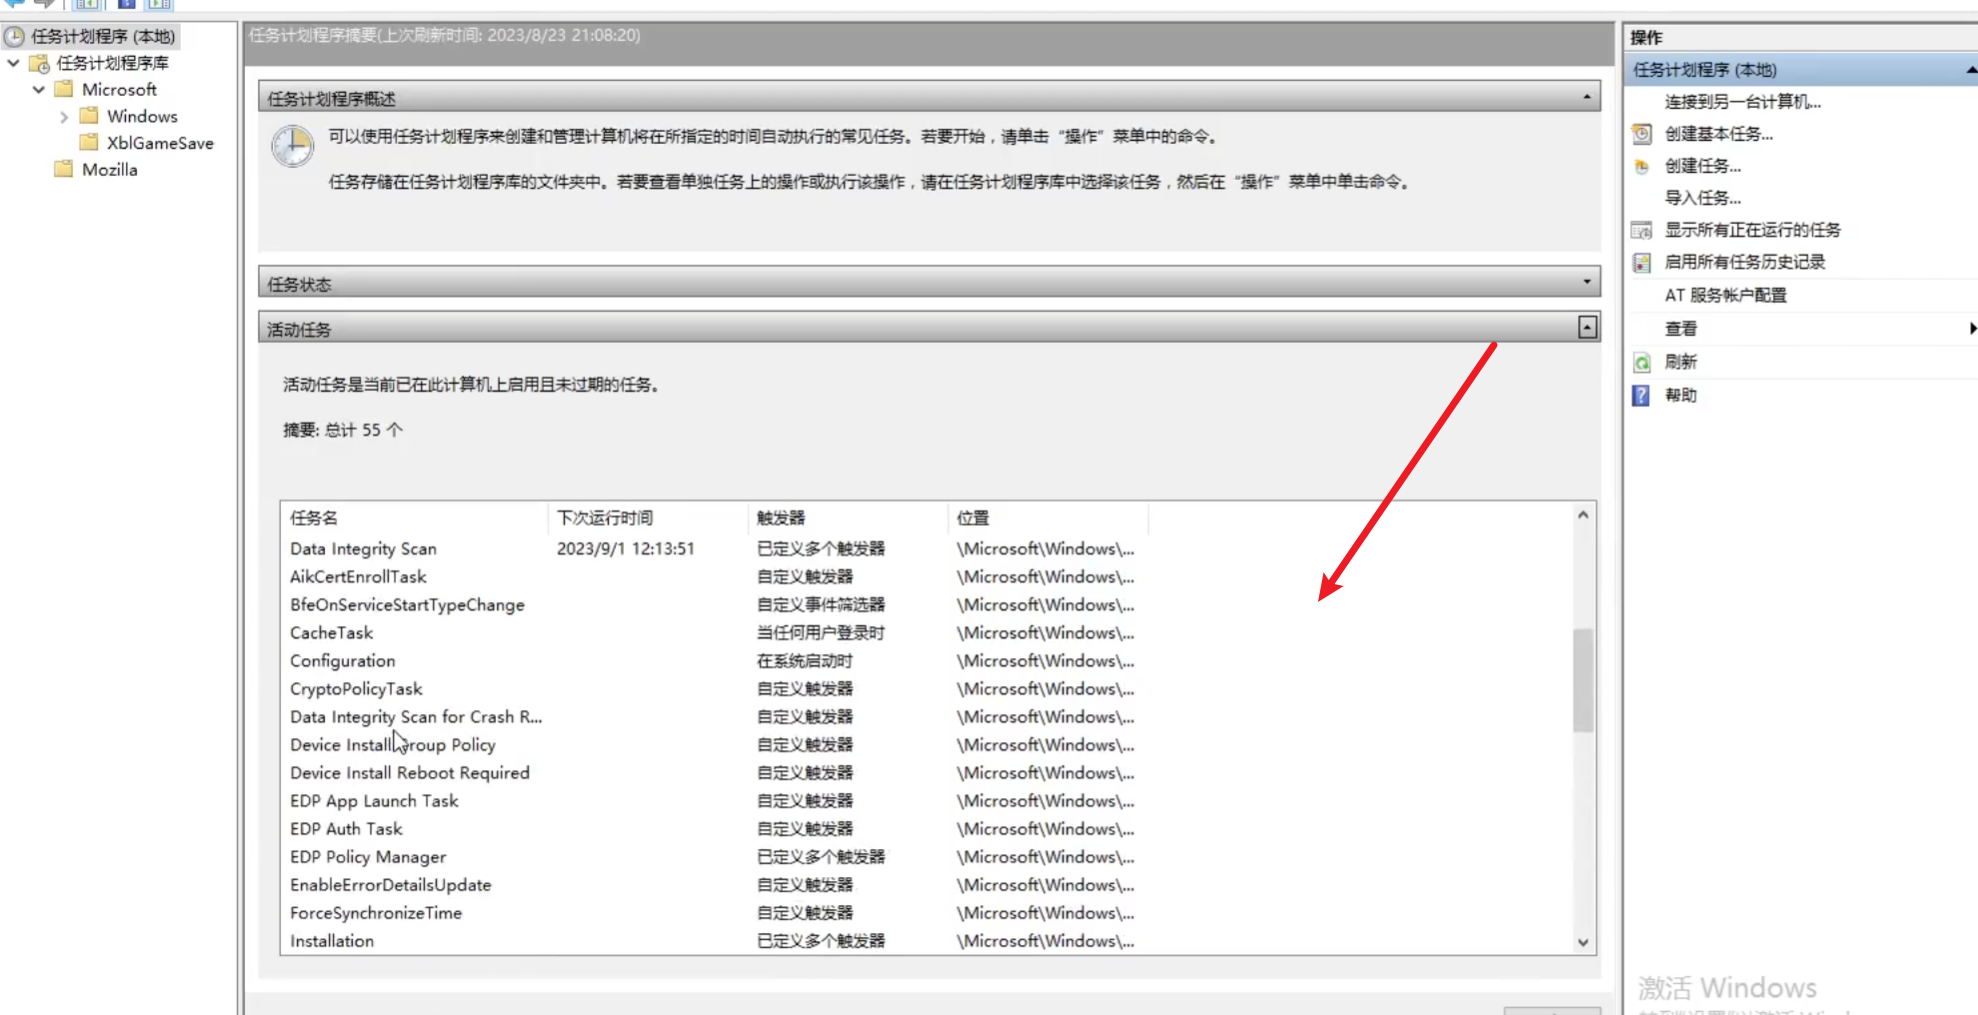 任务计划程序 (本地)
任务计划程序库
Microsoft
Windows
XblGameSave
Mozilla
任务计划程序摘要(上次刷新时间: 2023/8/23 21:08:20)
任务计划程序概述
可以使用任务计划程序来创建和管理计算机将在所指定的时间自动执行的常见任务。若要开始，请单击“操作”菜单中的命令。
任务存储在任务计划程序库的文件夹中。若要查看单独任务上的操作或执行该操作，请在任务计划程序库中选择该任务，然后在“操作”菜单中单击命令。
任务状态
活动任务
活动任务是当前已在此计算机上启用且未过期的任务。
摘要: 总计 55 个
任务名 下次运行时间 触发器 位置
Data Integrity Scan 2023/9/1 12:13:51 已定义多个触发器 \Microsoft\Windows\...
AikCertEnrollTask 自定义触发器 \Microsoft\Windows\...
BfeOnServiceStartTypeChange 自定义事件筛选器 \Microsoft\Windows\...
CacheTask 当任何用户登录时 \Microsoft\Windows\...
Configuration 在系统启动时 \Microsoft\Windows\...
CryptoPolicyTask 自定义触发器 \Microsoft\Windows\...
Data Integrity Scan for Crash R... 自定义触发器 \Microsoft\Windows\...
Device Install Group Policy 自定义触发器 \Microsoft\Windows\...
Device Install Reboot Required 自定义触发器 \Microsoft\Windows\...
EDP App Launch Task 自定义触发器 \Microsoft\Windows\...
EDP Auth Task 自定义触发器 \Microsoft\Windows\...
EDP Policy Manager 已定义多个触发器 \Microsoft\Windows\...
EnableErrorDetailsUpdate 自定义触发器 \Microsoft\Windows\...
ForceSynchronizeTime 自定义触发器 \Microsoft\Windows\...
Installation 已定义多个触发器 \Microsoft\Windows\...
操作
任务计划程序 (本地)
连接到另一台计算机...
创建基本任务...
创建任务...
导入任务...
显示所有正在运行的任务
启用所有任务历史记录
AT 服务帐户配置
查看
刷新
帮助
激活 Windows